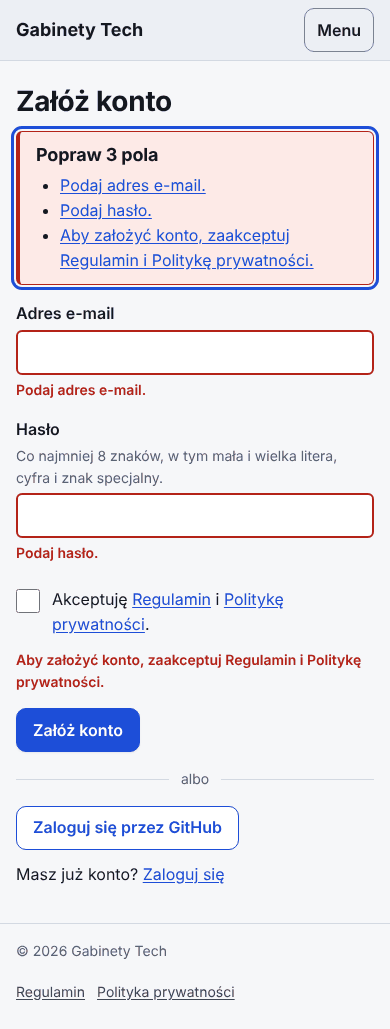 Gabinety Tech
Menu
Załóż konto
Popraw 3 pola
Podaj adres e-mail.
Podaj hasło.
Aby założyć konto, zaakceptuj
Regulamin i Politykę prywatności.
Adres e-mail
Podaj adres e-mail.
Hasło
Co najmniej 8 znaków, w tym mała i wielka litera,
cyfra i znak specjalny.
Podaj hasło.
Akceptuję Regulamin i Politykę
prywatności.
Aby założyć konto, zaakceptuj Regulamin i Politykę
prywatności.
Załóż konto
albo
Zaloguj się przez GitHub
Masz już konto? Zaloguj się
© 2026 Gabinety Tech
Regulamin Polityka prywatności